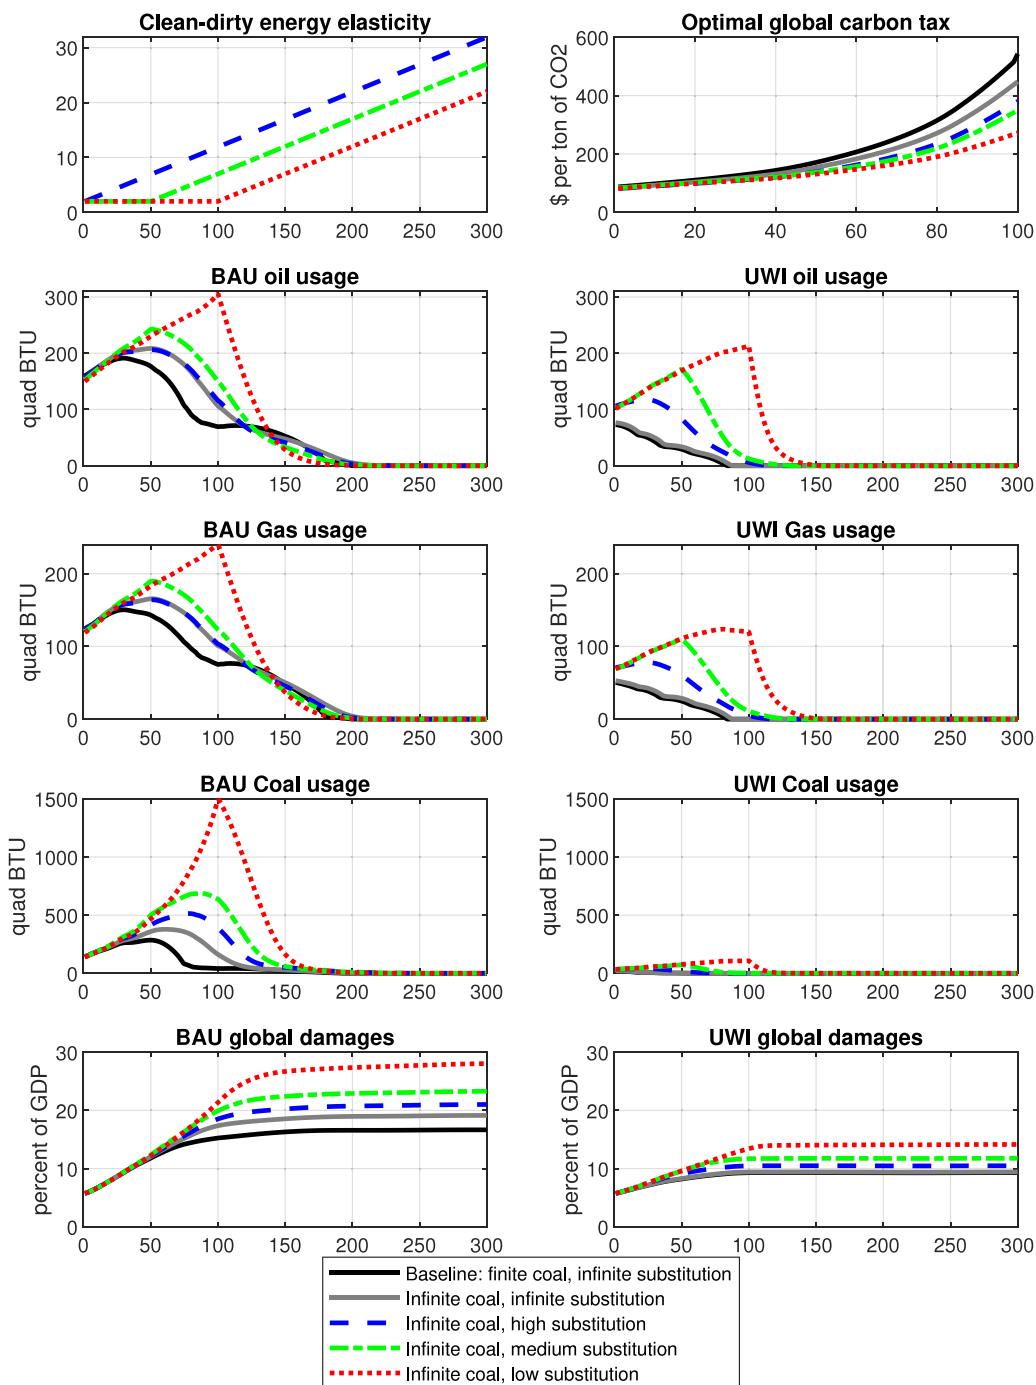 Clean-dirty energy elasticity
30
20
10
0
0 50 100 150 200 250 300
Optimal global carbon tax
$ per ton of CO2
600
400
200
0
0 20 40 60 80 100
BAU oil usage
quad BTU
300
200
100
0
0 50 100 150 200 250 300
UWI oil usage
quad BTU
300
200
100
0
0 50 100 150 200 250 300
BAU Gas usage
quad BTU
200
100
0
0 50 100 150 200 250 300
UWI Gas usage
quad BTU
200
100
0
0 50 100 150 200 250 300
BAU Coal usage
quad BTU
1500
1000
500
0
0 50 100 150 200 250 300
UWI Coal usage
quad BTU
1500
1000
500
0
0 50 100 150 200 250 300
BAU global damages
percent of GDP
30
20
10
0
0 50 100 150 200 250 300
UWI global damages
percent of GDP
30
20
10
0
0 50 100 150 200 250 300
Baseline: finite coal, infinite substitution
Infinite coal, infinite substitution
Infinite coal, high substitution
Infinite coal, medium substitution
Infinite coal, low substitution